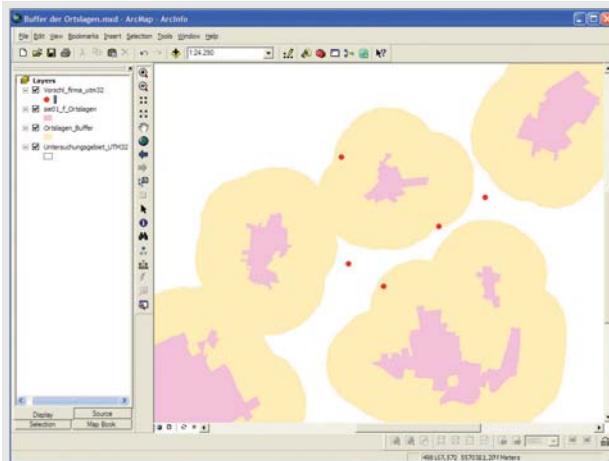 Buffer der Ortslagen.mxd - ArcMap - ArcInfo
File Edit View Bookmarks Insert Selection Tools Window Help
1:24.290
Layers
Vorschl_firma_utm32
sie01_f_Ortslagen
Ortslagen_Buffer
Untersuchungsgebiet_UTM32
Display Source
Selection Map Book
Meters